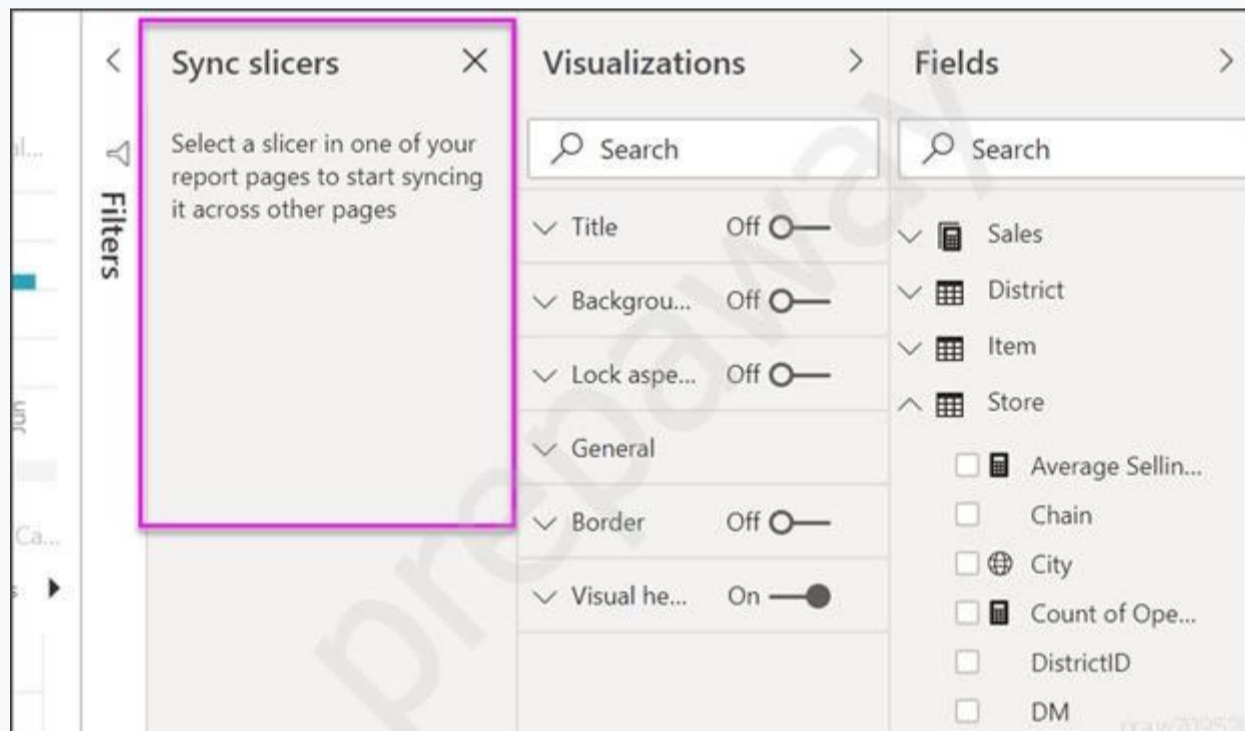 Sync slicers
Select a slicer in one of your
report pages to start syncing
it across other pages
Filters
Visualizations
Search
Title Off
Backgrou... Off
Lock aspe... Off
General
Border Off
Visual he... On
Fields
Search
Sales
District
Item
Store
Average Sellin...
Chain
City
Count of Ope...
DistrictID
DM
Ca...
prepaway